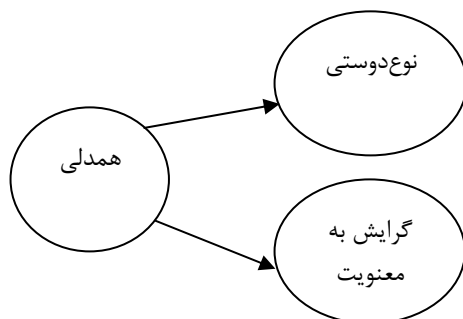 نوع‌دوستی
همدلی
گرایش به
معنویت